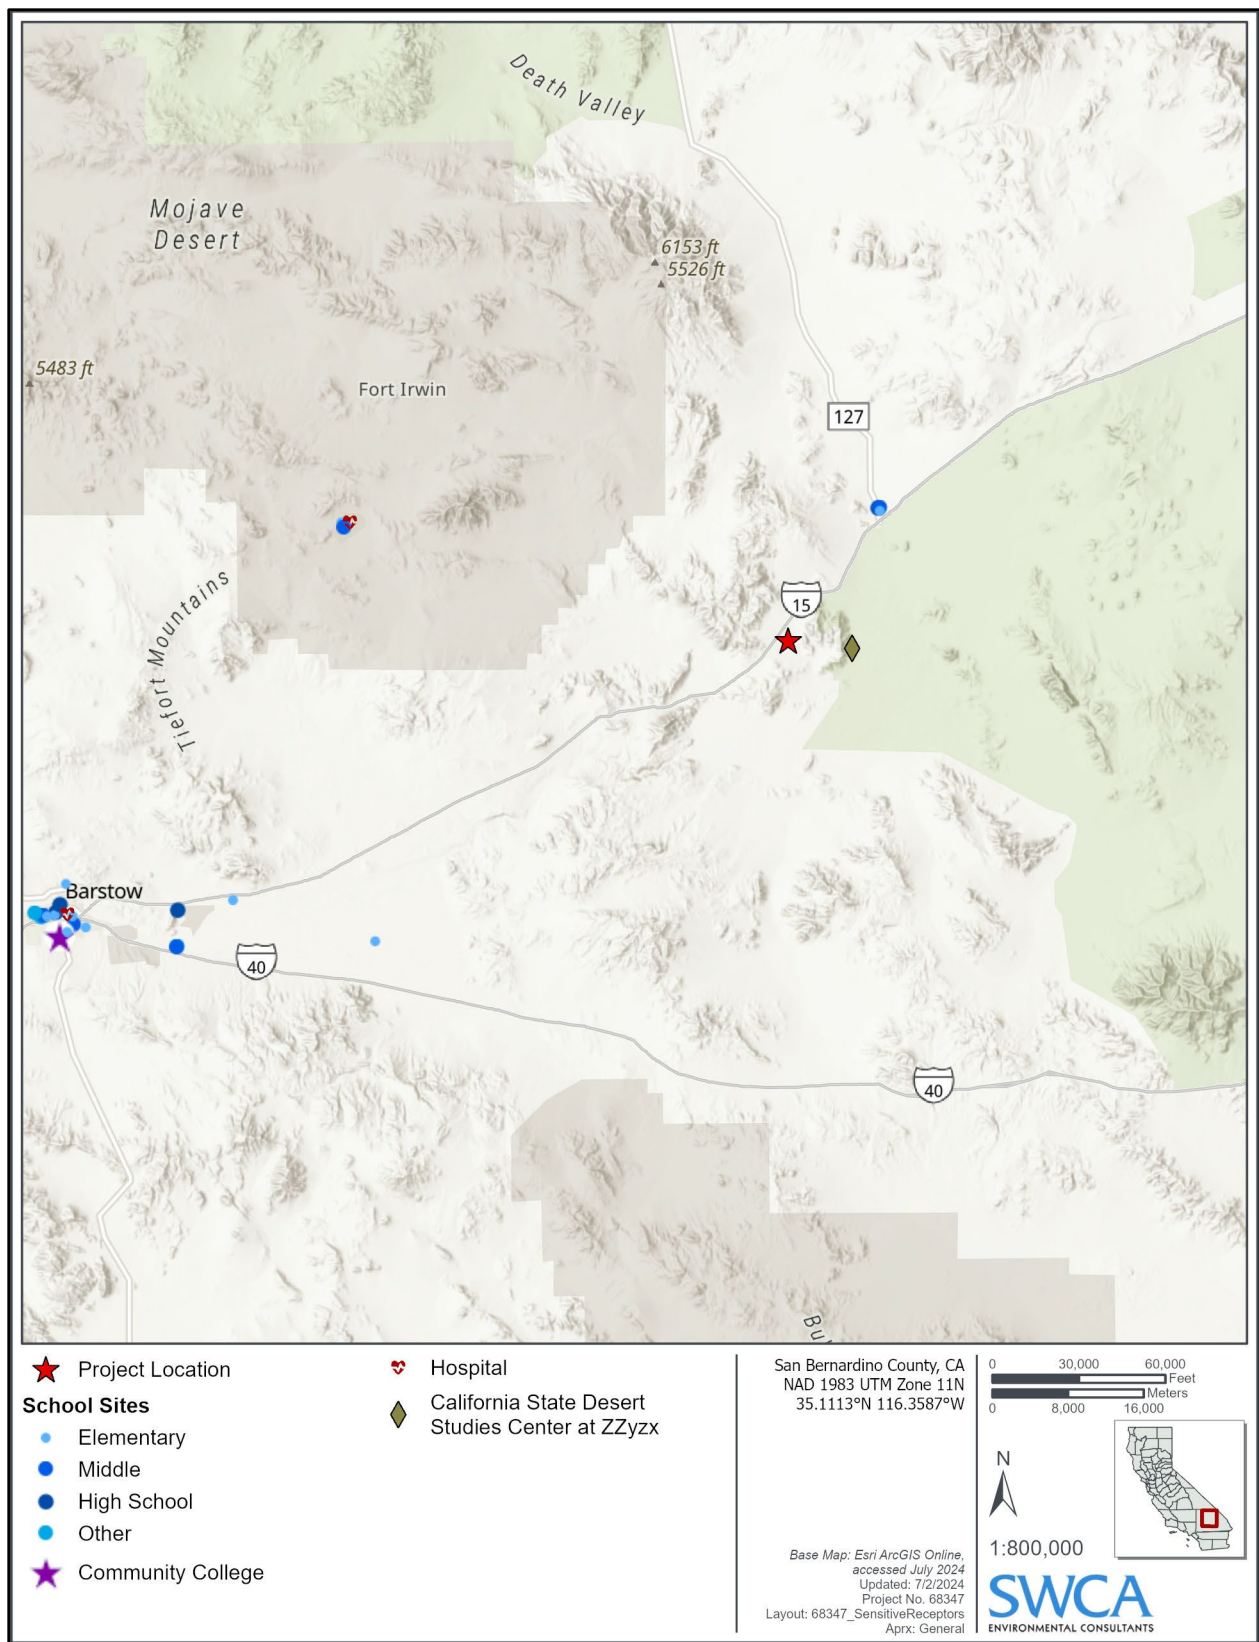 Death Valley
Mojave
Desert
6153 ft
5526 ft
5483 ft
Fort Irwin
127
15
Tiefort Mountains
Barstow
40
40
Bul
Project Location
School Sites
Elementary
Middle
High School
Other
Community College
Hospital
California State Desert
Studies Center at ZZyzx
San Bernardino County, CA
NAD 1983 UTM Zone 11N
35.1113°N 116.3587°W
Base Map: Esri ArcGIS Online,
accessed July 2024
Updated: 7/2/2024
Project No. 68347
Layout: 68347_SensitiveReceptors
Aprx: General
0 30,000 60,000
Feet
Meters
0 8,000 16,000
N
1:800,000
SWCA
ENVIRONMENTAL CONSULTANTS